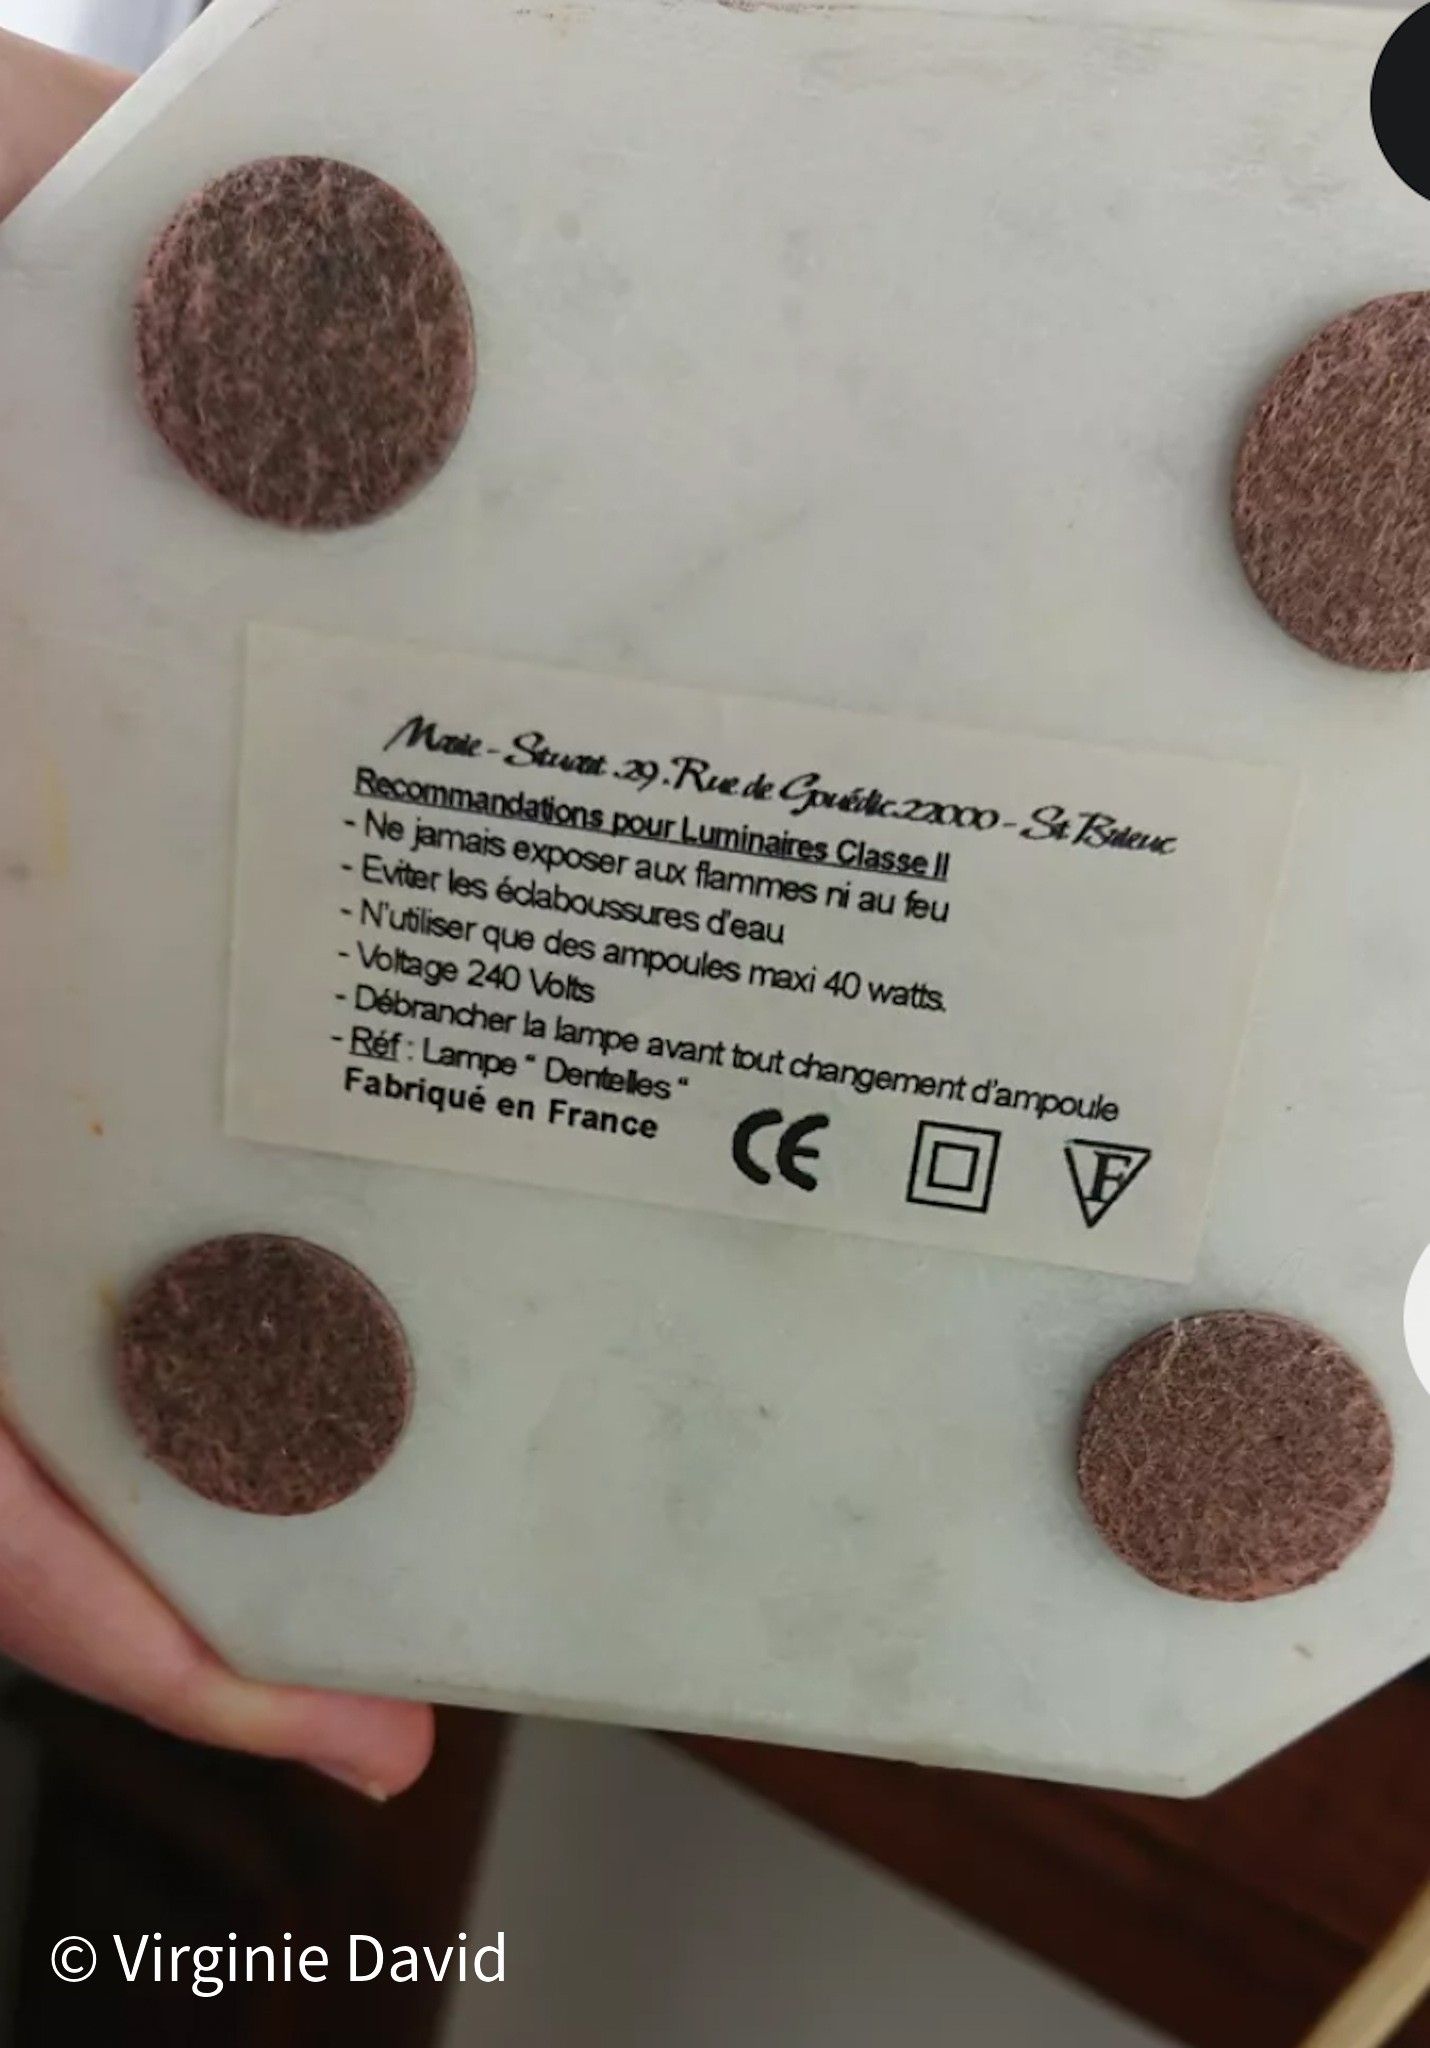 Marie - Stuart . 29 . Rue de Gouédic 22000 - St Brieuc
Recommandations pour Luminaires Classe II
- Ne jamais exposer aux flammes ni au feu
- Eviter les éclaboussures d'eau
- N'utiliser que des ampoules maxi 40 watts.
- Voltage 240 Volts
- Débrancher la lampe avant tout changement d'ampoule
- Réf : Lampe “ Dentelles “
Fabriqué en France
CE
F
© Virginie David